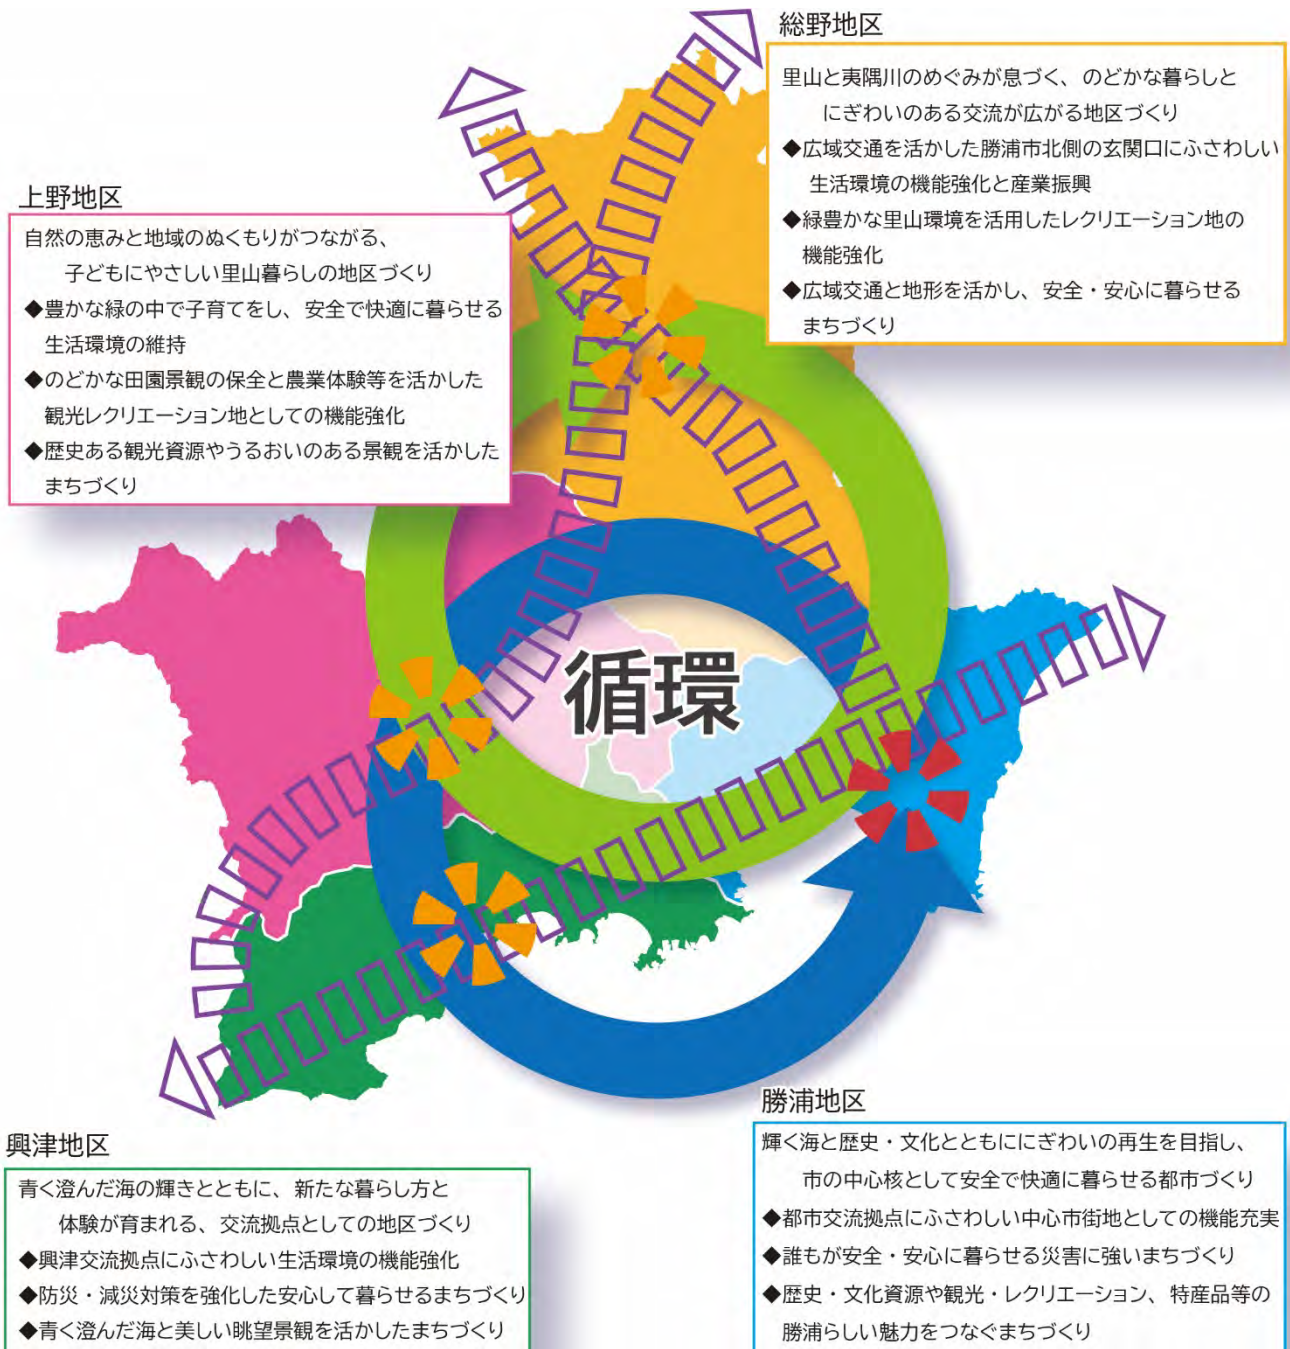 総野地区
里山と夷隅川のめぐみが息づく、のどかな暮らしと
にぎわいのある交流が広がる地区づくり
◆広域交通を活かした勝浦市北側の玄関口にふさわしい
生活環境の機能強化と産業振興
◆緑豊かな里山環境を活用したレクリエーション地の
機能強化
◆広域交通と地形を活かし、安全・安心に暮らせる
まちづくり
上野地区
自然の恵みと地域のぬくもりがつながる、
子どもにやさしい里山暮らしの地区づくり
◆豊かな緑の中で子育てをし、安全で快適に暮らせる
生活環境の維持
◆のどかな田園景観の保全と農業体験等を活かした
観光レクリエーション地としての機能強化
◆歴史ある観光資源やうるおいのある景観を活かした
まちづくり
循環
興津地区
青く澄んだ海の輝きとともに、新たな暮らし方と
体験が育まれる、交流拠点としての地区づくり
◆興津交流拠点にふさわしい生活環境の機能強化
◆防災・減災対策を強化した安心して暮らせるまちづくり
◆青く澄んだ海と美しい眺望景観を活かしたまちづくり
勝浦地区
輝く海と歴史・文化とともににぎわいの再生を目指し、
市の中心核として安全で快適に暮らせる都市づくり
◆都市交流拠点にふさわしい中心市街地としての機能充実
◆誰もが安全・安心に暮らせる災害に強いまちづくり
◆歴史・文化資源や観光・レクリエーション、特産品等の
勝浦らしい魅力をつなぐまちづくり